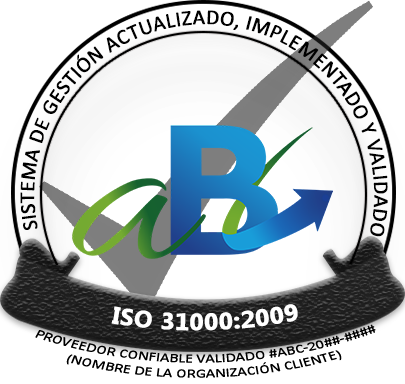 SISTEMA DE GESTIÓN ACTUALIZADO, IMPLEMENTADO Y VALIDADO
aBC
ISO 31000:2009
PROVEEDOR CONFIABLE VALIDADO #ABC-20##-####
(NOMBRE DE LA ORGANIZACIÓN CLIENTE)